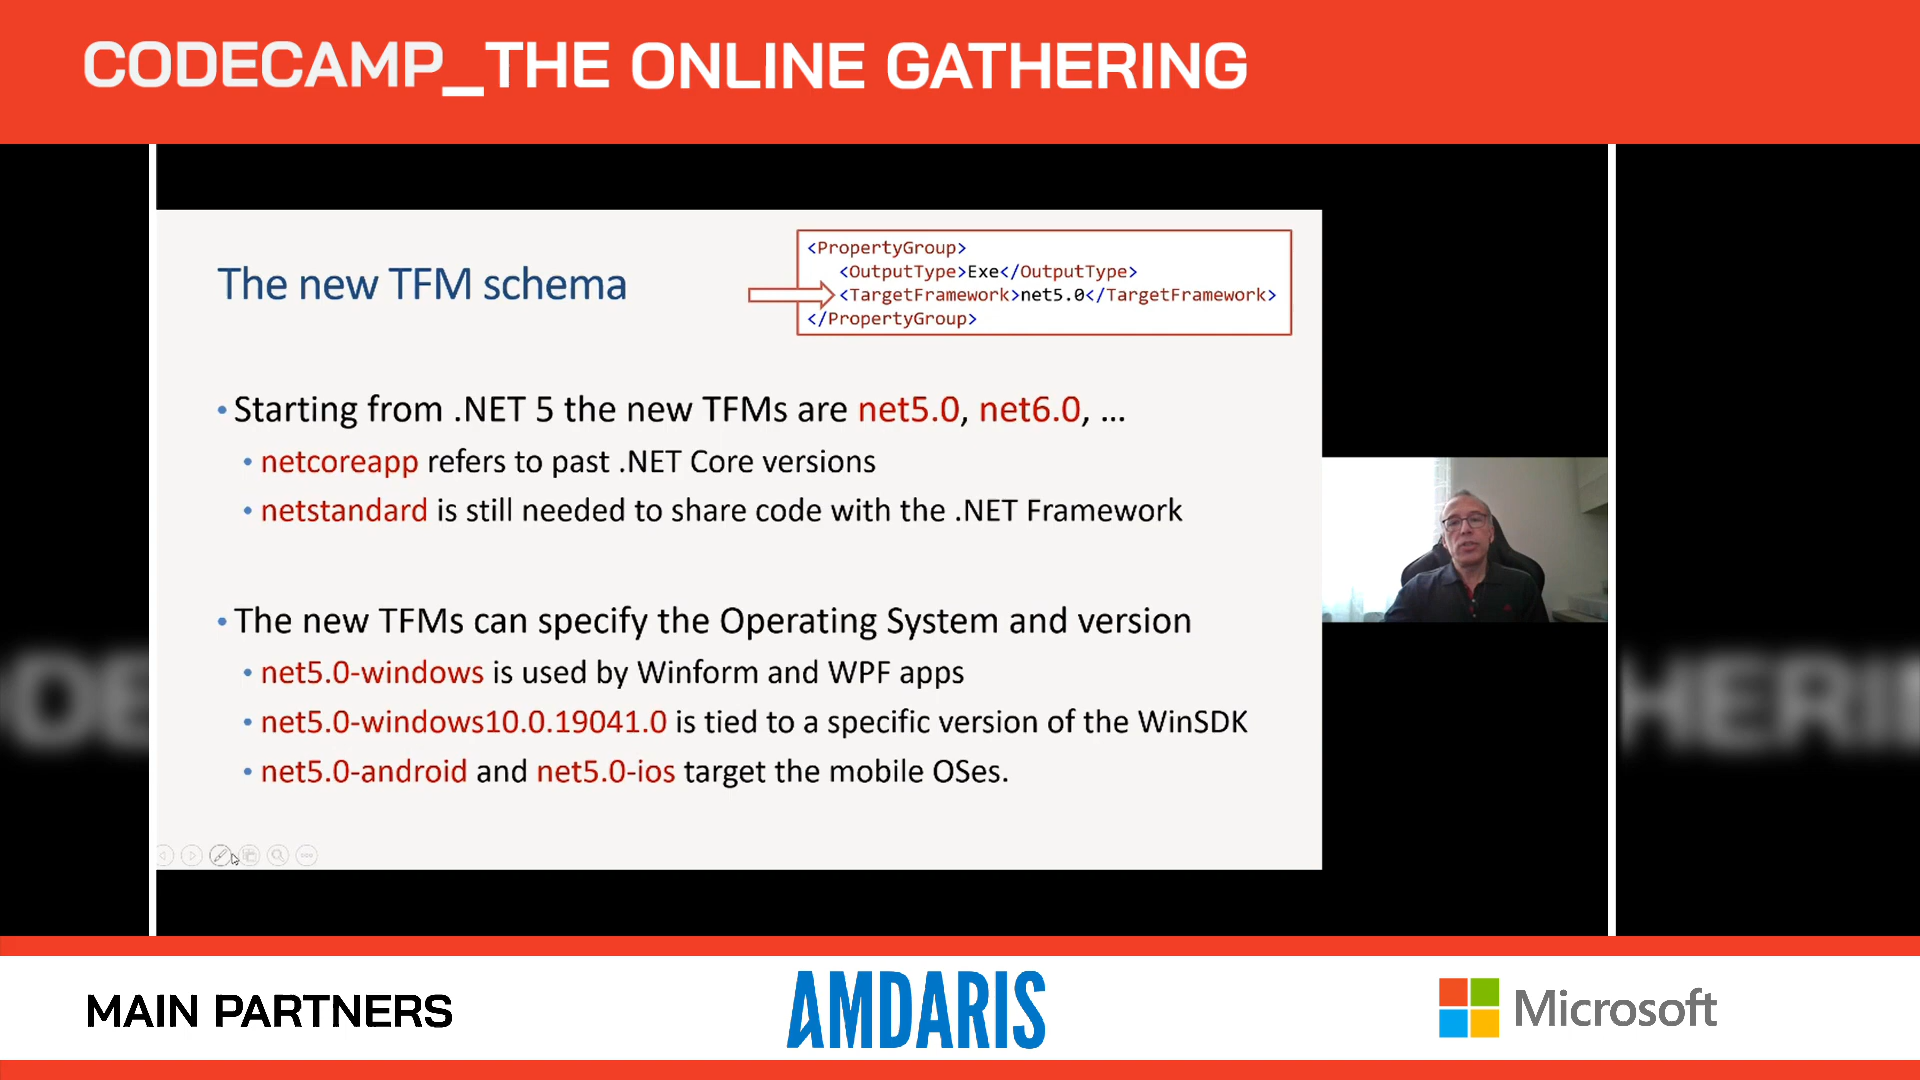 CODECAMP_THE ONLINE GATHERING
The new TFM schema
<PropertyGroup>
<OutputType>Exe</OutputType>
<TargetFramework>net5.0</TargetFramework>
</PropertyGroup>
• Starting from .NET 5 the new TFMs are net5.0, net6.0, ...
• netcoreapp refers to past .NET Core versions
• netstandard is still needed to share code with the .NET Framework
• The new TFMs can specify the Operating System and version
• net5.0-windows is used by Winform and WPF apps
• net5.0-windows10.0.19041.0 is tied to a specific version of the WinSDK
• net5.0-android and net5.0-ios target the mobile OSes.
MAIN PARTNERS
AMDARIS
Microsoft